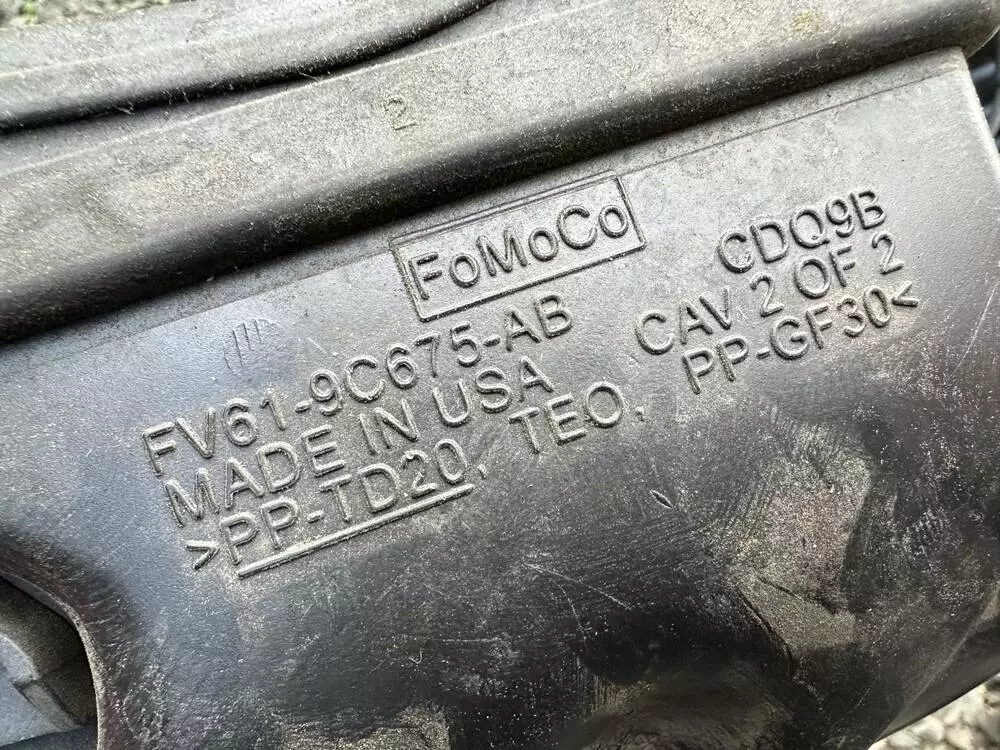 2
FoMoCo
FV61-9C675-AB
MADE IN USA
>PP-TD20, TEO, PP-GF30<
CDQ9B
CAV 2 OF 2